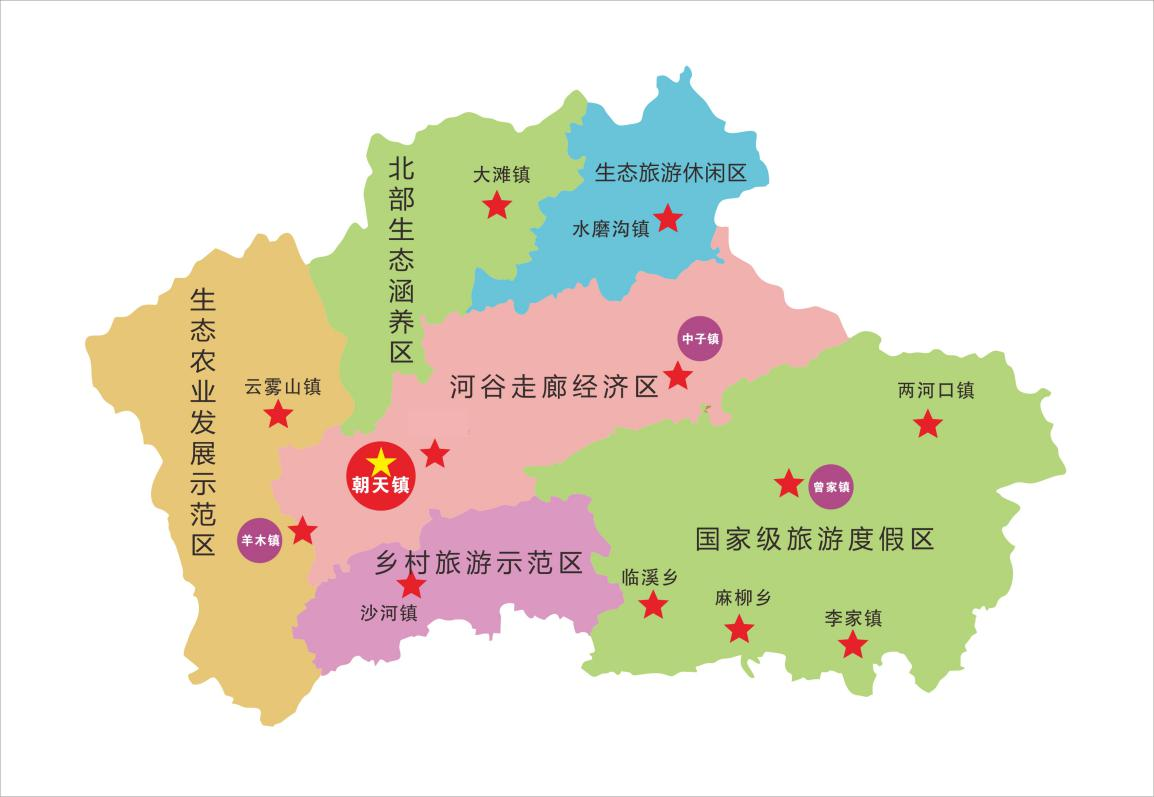 北部生态涵养区
大滩镇
生态旅游休闲区
水磨沟镇
生态农业发展示范区
云雾山镇
中子镇
河谷走廊经济区
两河口镇
朝天镇
曾家镇
羊木镇
国家级旅游度假区
乡村旅游示范区
临溪乡
麻柳乡
沙河镇
李家镇